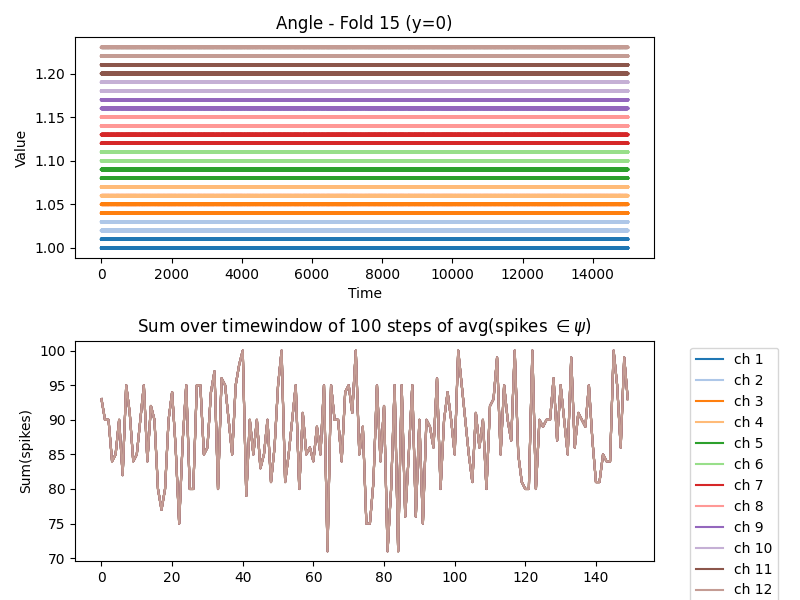 Angle - Fold 15 (y=0)
Value
1.20
1.15
1.10
1.05
1.00
0 2000 4000 6000 8000 10000 12000 14000
Time
Sum over timewindow of 100 steps of avg(spikes ∈ ψ)
Sum(spikes)
100
95
90
85
80
75
70
0 20 40 60 80 100 120 140
ch 1
ch 2
ch 3
ch 4
ch 5
ch 6
ch 7
ch 8
ch 9
ch 10
ch 11
ch 12